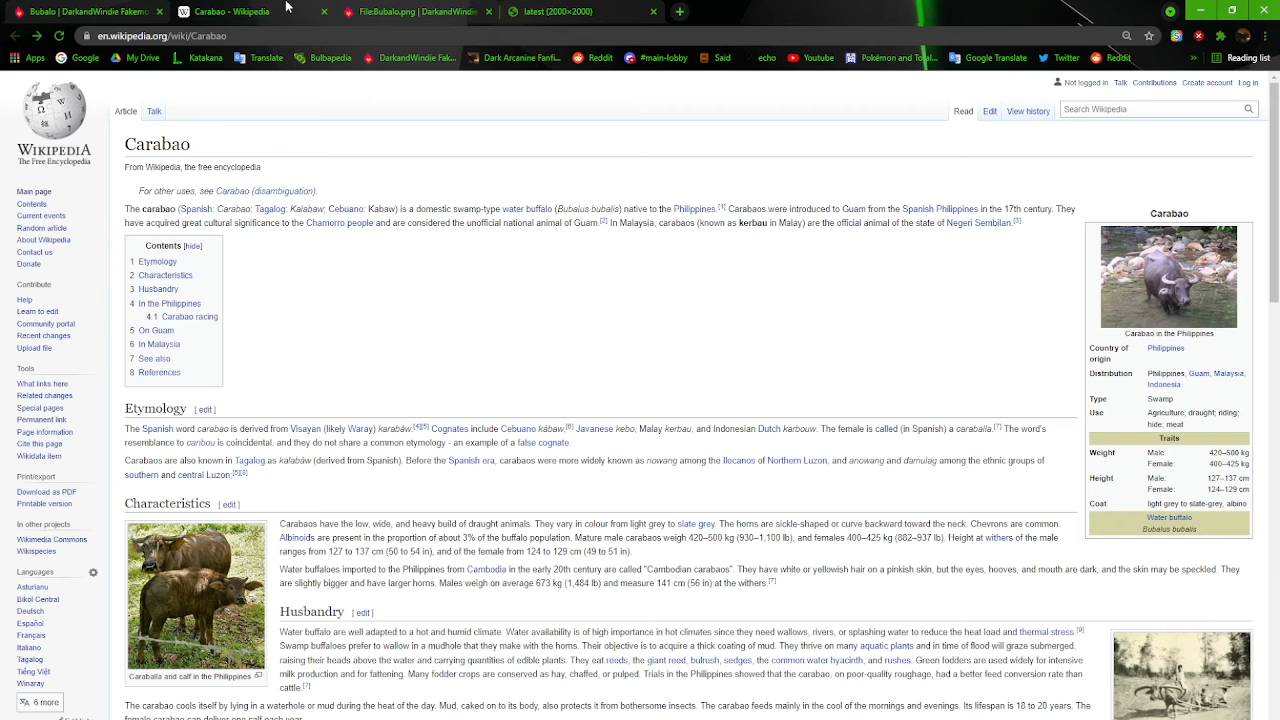 Bubalo | DarkandWindie Fakemo
Carabao - Wikipedia
File:Bubalo.png | DarkandWindie
latest (2000×2000)
en.wikipedia.org/wiki/Carabao
Apps
Google
My Drive
Katakana
Translate
Bulbapedia
DarkandWindie Fak...
Dark Arcanine Fanfi...
Reddit
#main-lobby
Said
echo
YouTube
Pokémon and Total...
Google Translate
Twitter
Reddit
Reading list
WIKIPEDIA
The Free Encyclopedia
Not logged in Talk Contributions Create account Log in
Article Talk
Read Edit View history
Search Wikipedia
Main page
Contents
Current events
Random article
About Wikipedia
Contact us
Donate
Contribute
Help
Learn to edit
Community portal
Recent changes
Upload file
Tools
What links here
Related changes
Special pages
Permanent link
Page information
Cite this page
Wikidata item
Print/export
Download as PDF
Printable version
In other projects
Wikimedia Commons
Wikispecies
Languages
Asturianu
Bikol Central
Deutsch
Español
Français
Italiano
Tagalog
Tiếng Việt
Winaray
6 more
Carabao
From Wikipedia, the free encyclopedia
For other uses, see Carabao (disambiguation).
The carabao (Spanish: Carabao; Tagalog: Kalabaw; Cebuano: Kabaw) is a domestic swamp-type water buffalo (Bubalus bubalis) native to the Philippines.[1] Carabaos were introduced to Guam from the Spanish Philippines in the 17th century. They
have acquired great cultural significance to the Chamorro people and are considered the unofficial national animal of Guam.[2] In Malaysia, carabaos (known as kerbau in Malay) are the official animal of the state of Negeri Sembilan.[3]
Contents [hide]
1 Etymology
2 Characteristics
3 Husbandry
4 In the Philippines
4.1 Carabao racing
5 On Guam
6 In Malaysia
7 See also
8 References
Carabao
Carabao in the Philippines
Country of origin Philippines
Distribution Philippines, Guam, Malaysia,
Indonesia
Type Swamp
Use Agriculture; draught; riding;
hide; meat
Traits
Weight Male: 420–500 kg
Female: 400–425 kg
Height Male: 127–137 cm
Female: 124–129 cm
Coat light grey to slate-grey, albino
Water buffalo
Bubalus bubalis
Etymology [ edit ]
The Spanish word carabao is derived from Visayan (likely Waray) karabàw.[4][5] Cognates include Cebuano kábaw,[6] Javanese kebo, Malay kerbau, and Indonesian Dutch karbouw. The female is called (in Spanish) a caraballa.[7] The word's
resemblance to caribou is coincidental, and they do not share a common etymology - an example of a false cognate.
Carabaos are also known in Tagalog as kalabáw (derived from Spanish). Before the Spanish era, carabaos were more widely known as nowang among the Ilocanos of Northern Luzon, and anowang and damulag among the ethnic groups of
southern and central Luzon;[5][8]
Characteristics [ edit ]
Caraballa and calf in the Philippines
Carabaos have the low, wide, and heavy build of draught animals. They vary in colour from light grey to slate grey. The horns are sickle-shaped or curve backward toward the neck. Chevrons are common.
Albinoids are present in the proportion of about 3% of the buffalo population. Mature male carabaos weigh 420–500 kg (930–1,100 lb), and females 400–425 kg (882–937 lb). Height at withers of the male
ranges from 127 to 137 cm (50 to 54 in), and of the female from 124 to 129 cm (49 to 51 in).
Water buffaloes imported to the Philippines from Cambodia in the early 20th century are called "Cambodian carabaos". They have white or yellowish hair on a pinkish skin, but the eyes, hooves, and mouth are dark, and the skin may be speckled. They
are slightly bigger and have larger horns. Males weigh on average 673 kg (1,484 lb) and measure 141 cm (56 in) at the withers.[7]
Husbandry [ edit ]
Water buffalo are well adapted to a hot and humid climate. Water availability is of high importance in hot climates since they need wallows, rivers, or splashing water to reduce the heat load and thermal stress.[9]
Swamp buffaloes prefer to wallow in a mudhole that they make with the horns. Their objective is to acquire a thick coating of mud. They thrive on many aquatic plants and in time of flood will graze submerged,
raising their heads above the water and carrying quantities of edible plants. They eat reeds, the giant reed, bulrush, sedges, the common water hyacinth, and rushes. Green fodders are used widely for intensive
milk production and for fattening. Many fodder crops are conserved as hay, chaffed, or pulped. Trials in the Philippines showed that the carabao, on poor-quality roughage, had a better feed conversion rate than
cattle.[7]
The carabao cools itself by lying in a waterhole or mud during the heat of the day. Mud, caked on to its body, also protects it from bothersome insects. The carabao feeds mainly in the cool of the mornings and evenings. Its lifespan is 18 to 20 years. The
female carabao can deliver one calf each year.